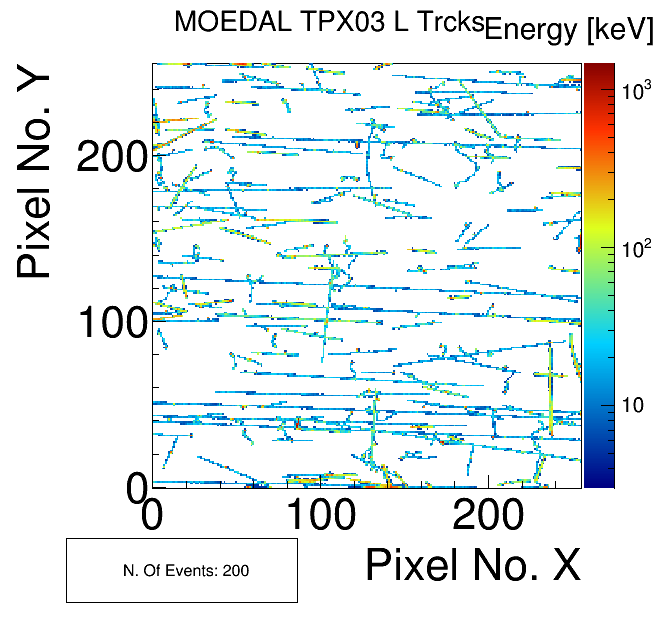 MOEDAL TPX03 L Trcks
Energy [keV]
Pixel No. Y
200
100
0
0
100
200
Pixel No. X
10³
10²
10
N. Of Events: 200